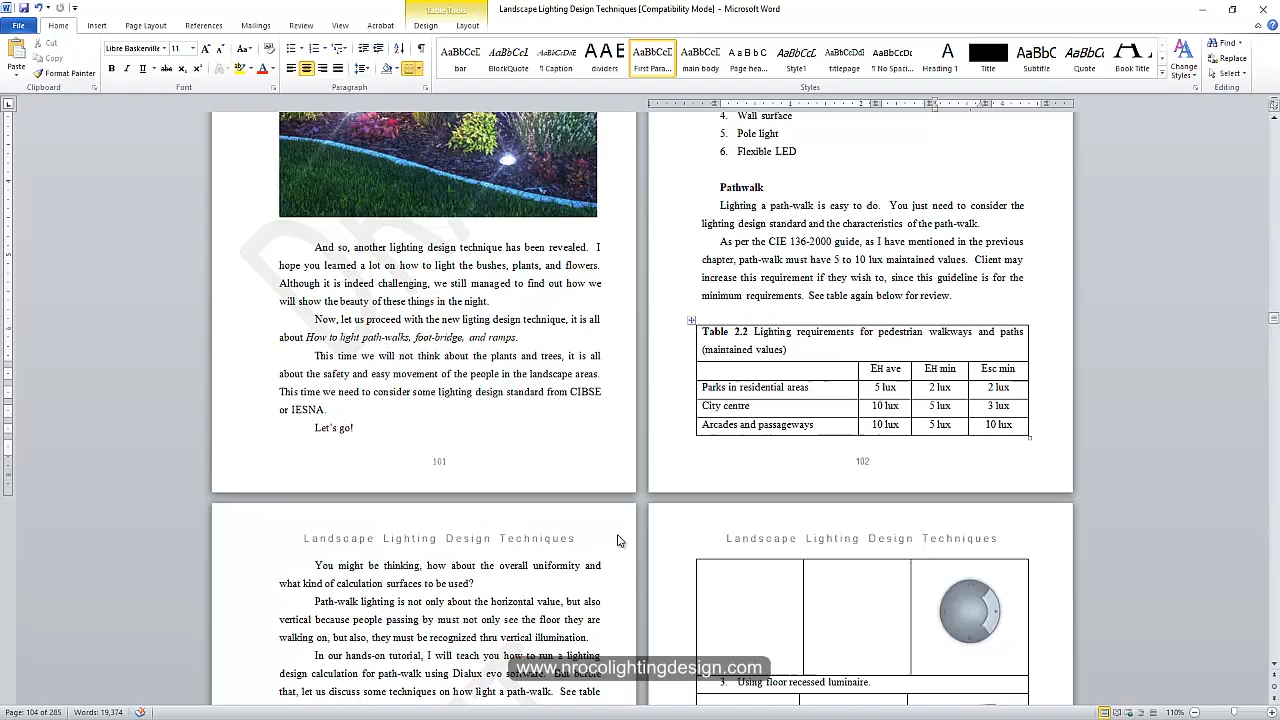 Table Tools
Landscape Lighting Design Techniques [Compatibility Mode] - Microsoft Word
File Home Insert Page Layout References Mailings Review View Acrobat Design Layout
Paste
Cut
Copy
Format Painter
Clipboard
Libre Baskerville 11
Font
Paragraph
AaBbCcE AaBbCcL AaBbCcDc AAE AaBbCcE AaBbCc AaBbC AaBbCc AaBbCc AaBbCcDd AaBbCcDc A AaBbC AaBbCc
bar BlockQuote ¶ Caption dividers First Para... main body Page hea... Style1 titlepage ¶ No Spaci... Heading 1 Title Subtitle Quote Book Title
Change Styles
Styles
Find
Replace
Select
Editing
And so, another lighting design technique has been revealed. I
hope you learned a lot on how to light the bushes, plants, and flowers.
Although it is indeed challenging, we still managed to find out how we
will show the beauty of these things in the night.
Now, let us proceed with the new ligting design technique, it is all
about How to light path-walks, foot-bridge, and ramps.
This time we will not think about the plants and trees, it is all
about the safety and easy movement of the people in the landscape areas.
This time we need to consider some lighting design standard from CIBSE
or IESNA.
Let's go!
101
4. Wall surface
5. Pole light
6. Flexible LED
Pathwalk
Lighting a path-walk is easy to do. You just need to consider the
lighting design standard and the characteristics of the path-walk.
As per the CIE 136-2000 guide, as I have mentioned in the previous
chapter, path-walk must have 5 to 10 lux maintained values. Client may
increase this requirement if they wish to, since this guideline is for the
minimum requirements. See table again below for review.
Table 2.2 Lighting requirements for pedestrian walkways and paths
(maintained values)
EH ave EH min Esc min
Parks in residential areas 5 lux 2 lux 2 lux
City centre 10 lux 5 lux 3 lux
Arcades and passageways 10 lux 5 lux 10 lux
102
Landscape Lighting Design Techniques
You might be thinking, how about the overall uniformity and
what kind of calculation surfaces to be used?
Path-walk lighting is not only about the horizontal value, but also
vertical because people passing by must not only see the floor they are
walking on, but also, they must be recognized thru vertical illumination.
In our hands-on tutorial, I will teach you how to run a lighting
design calculation for path-walk using Dialux evo software. But before
that, let us discuss some techniques on how light a path-walk. See table
Landscape Lighting Design Techniques
3. Using floor recessed luminaire.
www.nrocolightingdesign.com
Page: 104 of 285 Words: 19,374 110%